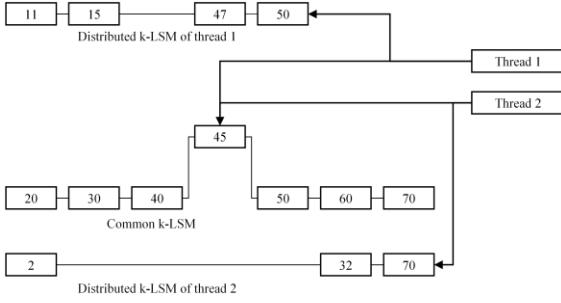 11 15 47 50
Distributed k-LSM of thread 1
Thread 1
Thread 2
45
20 30 40 50 60 70
Common k-LSM
2 32 70
Distributed k-LSM of thread 2